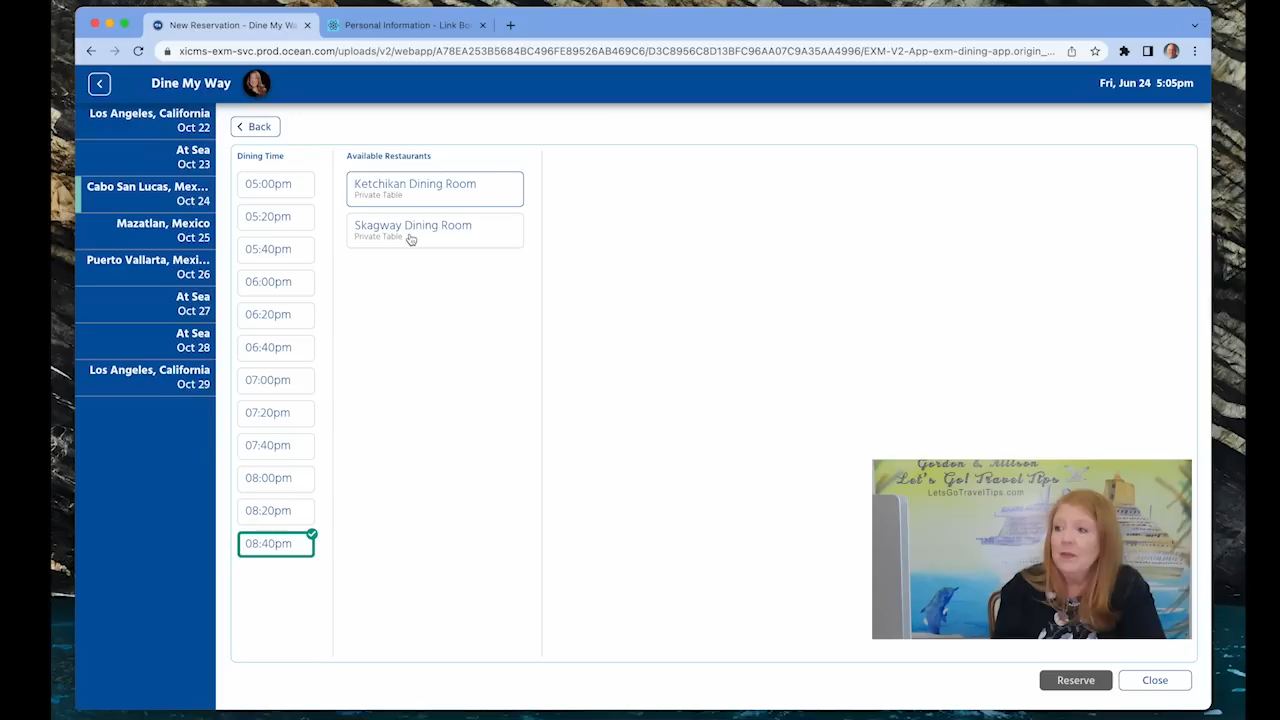 New Reservation - Dine My Wa
Personal Information - Link Boo
xicms-exm-svc.prod.ocean.com/uploads/v2/webapp/A78EA253B5684BC496FE89526AB469C6/D3C8956C8D13BFC96AA07C9A35AA4996/EXM-V2-App-exm-dining-app.origin_...
Dine My Way
Fri, Jun 24 5:05pm
Los Angeles, California
Oct 22
At Sea
Oct 23
Cabo San Lucas, Mex...
Oct 24
Mazatlan, Mexico
Oct 25
Puerto Vallarta, Mexi...
Oct 26
At Sea
Oct 27
At Sea
Oct 28
Los Angeles, California
Oct 29
Back
Dining Time
05:00pm
05:20pm
05:40pm
06:00pm
06:20pm
06:40pm
07:00pm
07:20pm
07:40pm
08:00pm
08:20pm
08:40pm
Available Restaurants
Ketchikan Dining Room
Private Table
Skagway Dining Room
Private Table
Gordon & Allison
Let's Go! Travel Tips
LetsGoTravelTips.com
Reserve
Close